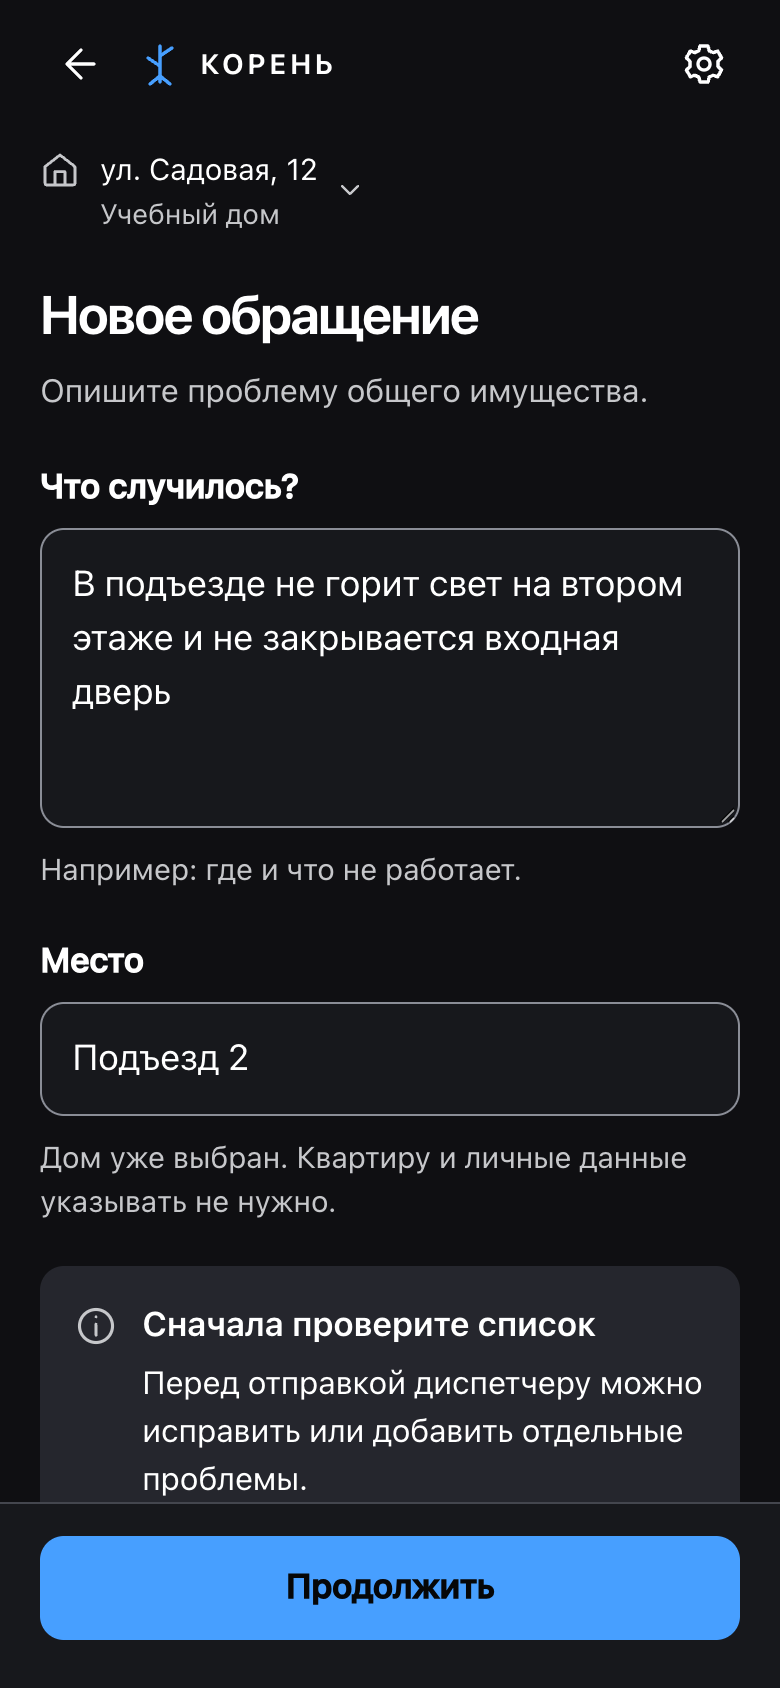 КОРЕНЬ
ул. Садовая, 12
Учебный дом
Новое обращение
Опишите проблему общего имущества.
Что случилось?
В подъезде не горит свет на втором
этаже и не закрывается входная
дверь
Например: где и что не работает.
Место
Подъезд 2
Дом уже выбран. Квартиру и личные данные
указывать не нужно.
Сначала проверите список
Перед отправкой диспетчеру можно
исправить или добавить отдельные
проблемы.
Продолжить